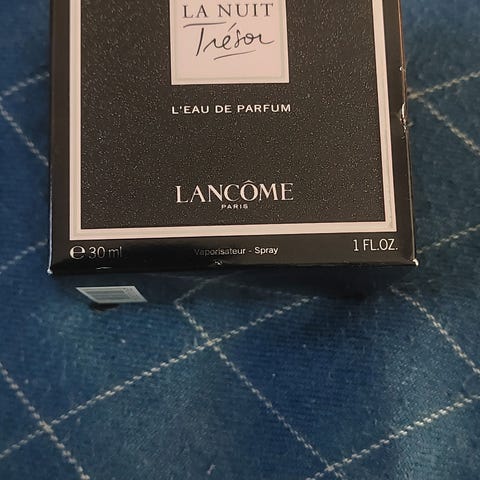 LA NUIT
Trésor
L'EAU DE PARFUM
LANCÔME
PARIS
℮ 30 ml Vaporisateur - Spray 1 FL.OZ.